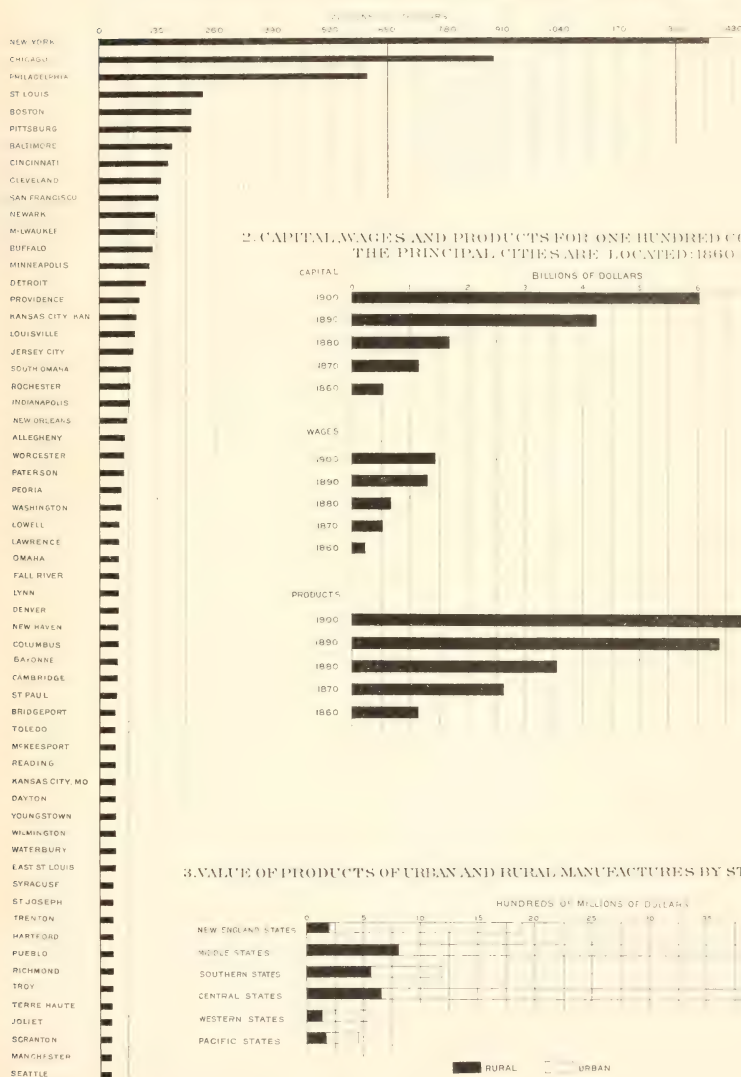 0 130 260 390 520 650 780 910 1040 1170 1300 1430
NEW YORK
CHICAGO
PHILADELPHIA
ST LOUIS
BOSTON
PITTSBURG
BALTIMORE
CINCINNATI
CLEVELAND
SAN FRANCISCO
NEWARK
MILWAUKEE
BUFFALO
MINNEAPOLIS
DETROIT
PROVIDENCE
KANSAS CITY KAN
LOUISVILLE
JERSEY CITY
SOUTH OMAHA
ROCHESTER
INDIANAPOLIS
NEW ORLEANS
ALLEGHENY
WORCESTER
PATERSON
PEORIA
WASHINGTON
LOWELL
LAWRENCE
OMAHA
FALL RIVER
LYNN
DENVER
NEW HAVEN
COLUMBUS
BAYONNE
CAMBRIDGE
ST PAUL
BRIDGEPORT
TOLEDO
McKEESPORT
READING
KANSAS CITY, MO
DAYTON
YOUNGSTOWN
WILMINGTON
WATERBURY
EAST ST LOUIS
SYRACUSE
ST JOSEPH
TRENTON
HARTFORD
PUEBLO
RICHMOND
TROY
TERRE HAUTE
JOLIET
SCRANTON
MANCHESTER
SEATTLE
2. CAPITAL, WAGES AND PRODUCTS FOR ONE HUNDRED CO
THE PRINCIPAL CITIES ARE LOCATED: 1860
CAPITAL
BILLIONS OF DOLLARS
0 1 2 3 4 5 6
1900
1890
1880
1870
1860
WAGES
1900
1890
1880
1870
1860
PRODUCTS
1900
1890
1880
1870
1860
3. VALUE OF PRODUCTS OF URBAN AND RURAL MANUFACTURES BY ST
HUNDREDS OF MILLIONS OF DOLLARS
0 5 10 15 20 25 30 35
NEW ENGLAND STATES
MIDDLE STATES
SOUTHERN STATES
CENTRAL STATES
WESTERN STATES
PACIFIC STATES
RURAL URBAN